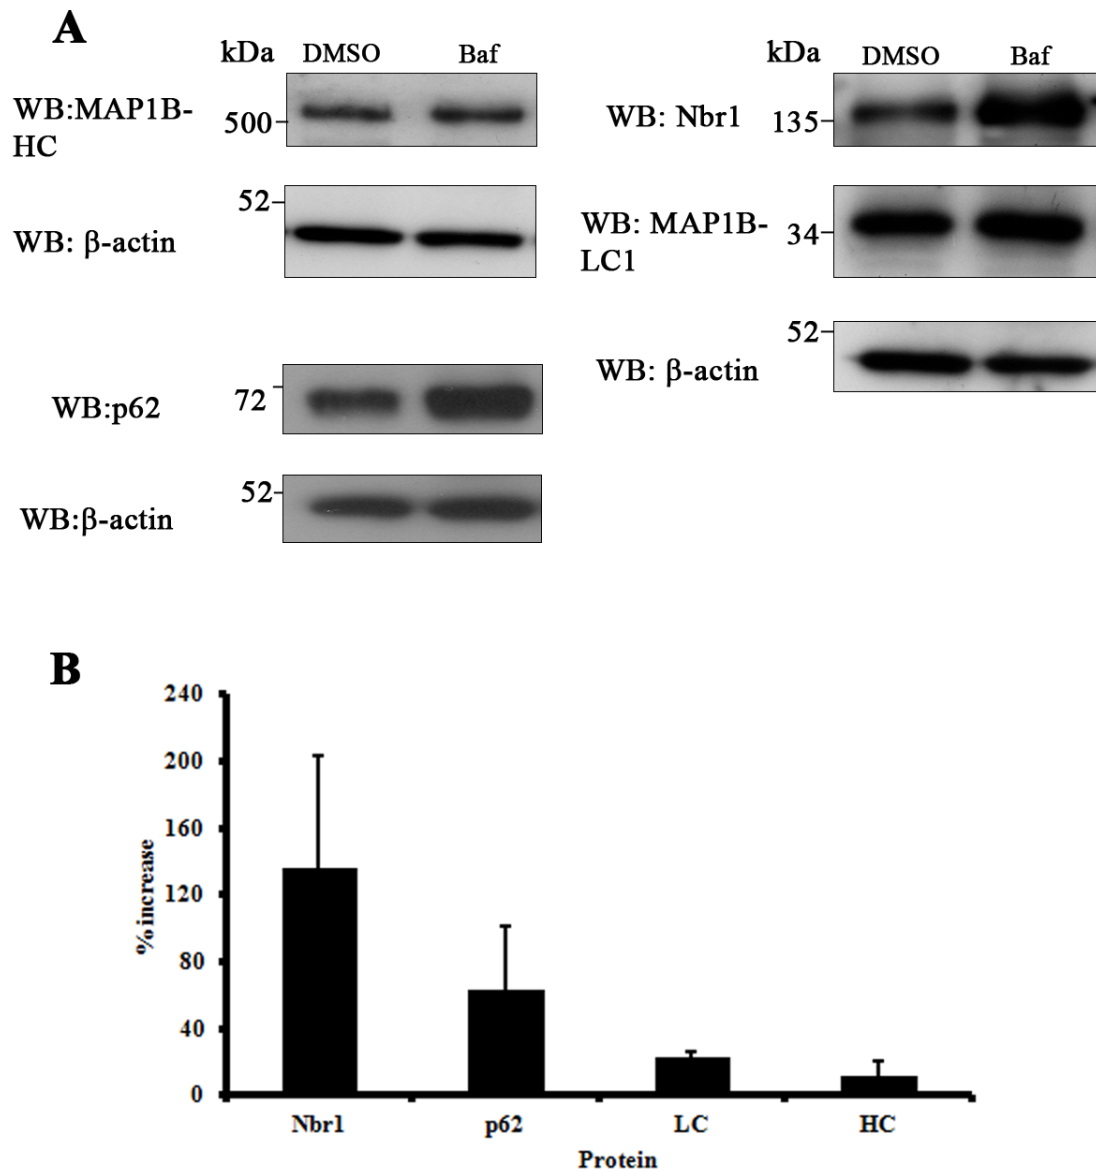 A
kDa DMSO Baf
WB:MAP1B-
HC
500
52
WB: β-actin
72
WB:p62
52
WB:β-actin
kDa DMSO Baf
WB: Nbr1
135
WB: MAP1B-
LC1
34
52
WB: β-actin
B
240
200
160
120
80
40
0
% increase
Nbr1 p62 LC HC
Protein